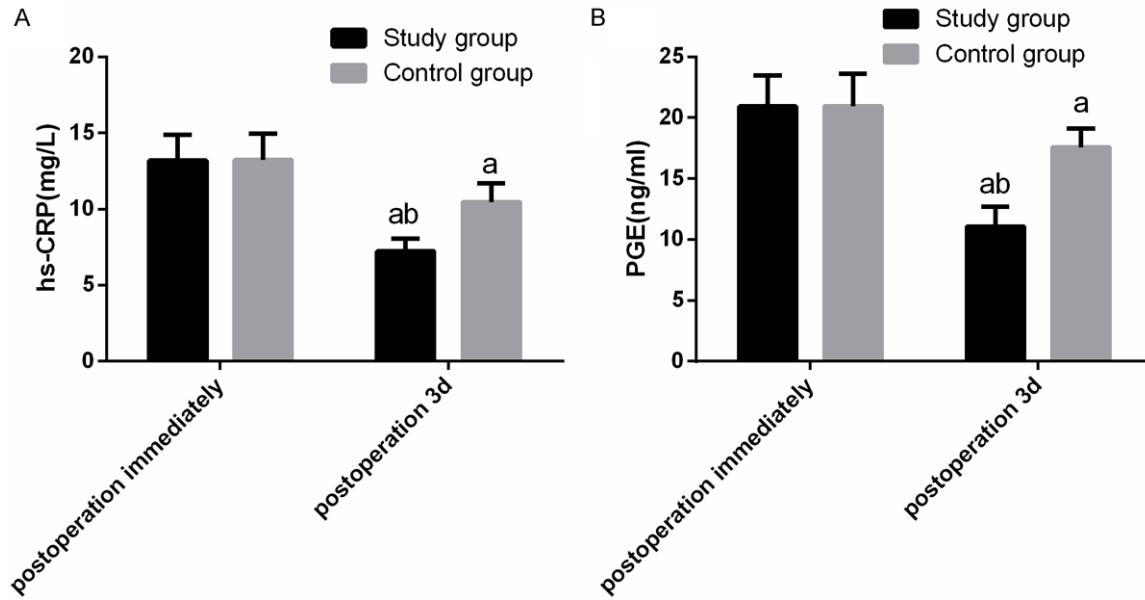 A
Study group
Control group
20
15
10
5
0
hs-CRP(mg/L)
ab
a
postoperation immediately
postoperation 3d
B
Study group
Control group
25
20
15
10
5
0
PGE(ng/ml)
ab
a
postoperation immediately
postoperation 3d